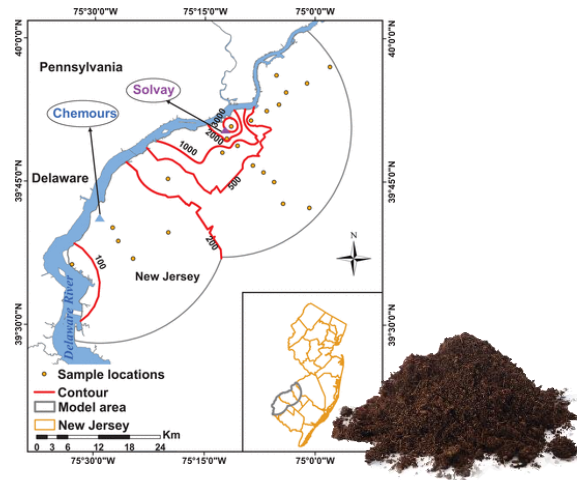 75°30'0"W 75°15'0"W 75°0'0"W
40°0'0"N 40°0'0"N
Pennsylvania
Solvay
Chemours
3000
2000
1000
500
Delaware
39°45'0"N 39°45'0"N
200
N
100
New Jersey
Delaware River
39°30'0"N 39°30'0"N
Sample locations
Contour
Model area
New Jersey
Km
0 3 6 12 18 24
75°30'0"W 75°15'0"W 75°0'0"W